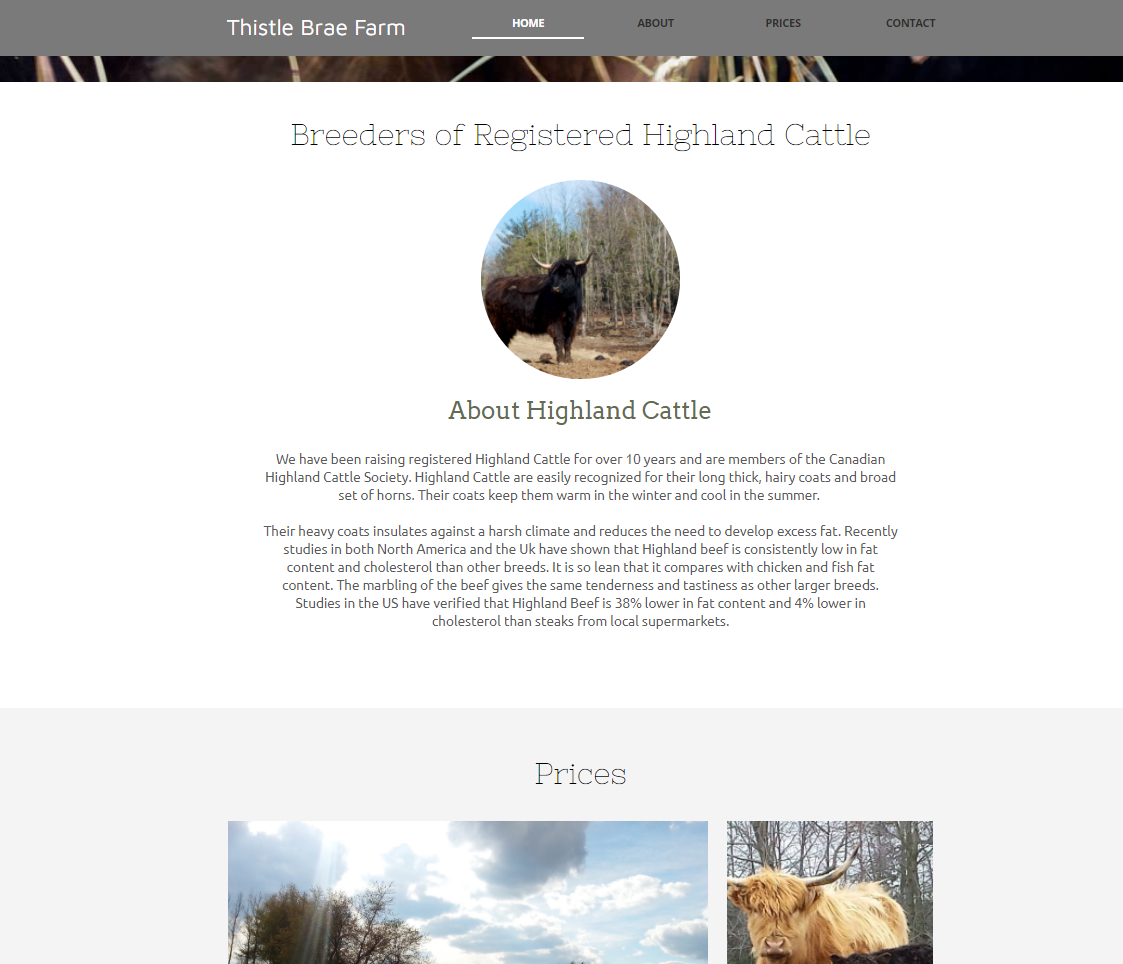 Thistle Brae Farm
HOME ABOUT PRICES CONTACT
Breeders of Registered Highland Cattle
About Highland Cattle
We have been raising registered Highland Cattle for over 10 years and are members of the Canadian
Highland Cattle Society. Highland Cattle are easily recognized for their long thick, hairy coats and broad
set of horns. Their coats keep them warm in the winter and cool in the summer.
Their heavy coats insulates against a harsh climate and reduces the need to develop excess fat. Recently
studies in both North America and the Uk have shown that Highland beef is consistently low in fat
content and cholesterol than other breeds. It is so lean that it compares with chicken and fish fat
content. The marbling of the beef gives the same tenderness and tastiness as other larger breeds.
Studies in the US have verified that Highland Beef is 38% lower in fat content and 4% lower in
cholesterol than steaks from local supermarkets.
Prices